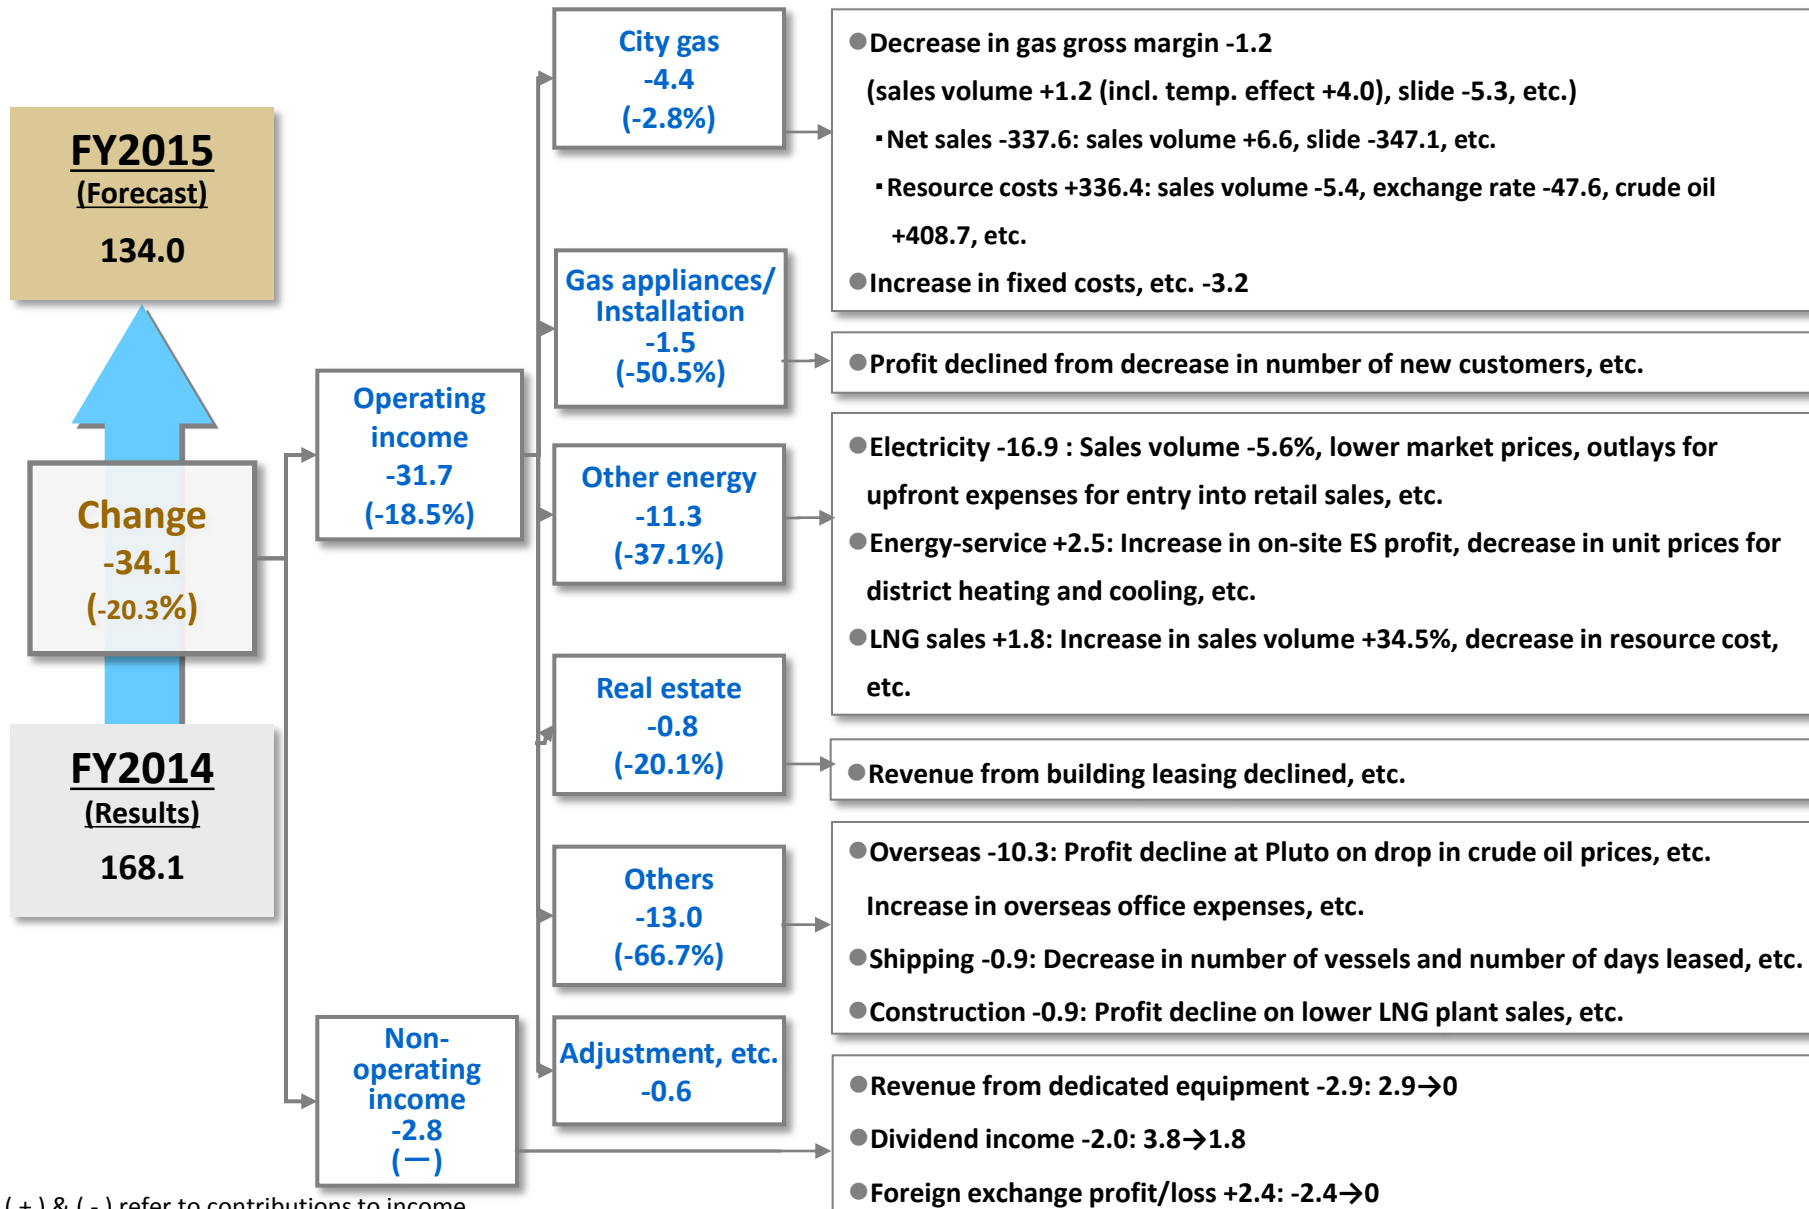 FY2015
(Forecast)
134.0
Change
-34.1
(-20.3%)
FY2014
(Results)
168.1
Operating
income
-31.7
(-18.5%)
Non-
operating
income
-2.8
(－)
City gas
-4.4
(-2.8%)
Gas appliances/
Installation
-1.5
(-50.5%)
Other energy
-11.3
(-37.1%)
Real estate
-0.8
(-20.1%)
Others
-13.0
(-66.7%)
Adjustment, etc.
-0.6
●Decrease in gas gross margin -1.2
(sales volume +1.2 (incl. temp. effect +4.0), slide -5.3, etc.)
・Net sales -337.6: sales volume +6.6, slide -347.1, etc.
・Resource costs +336.4: sales volume -5.4, exchange rate -47.6, crude oil
+408.7, etc.
●Increase in fixed costs, etc. -3.2
●Profit declined from decrease in number of new customers, etc.
●Electricity -16.9 : Sales volume -5.6%, lower market prices, outlays for
upfront expenses for entry into retail sales, etc.
●Energy-service +2.5: Increase in on-site ES profit, decrease in unit prices for
district heating and cooling, etc.
●LNG sales +1.8: Increase in sales volume +34.5%, decrease in resource cost,
etc.
●Revenue from building leasing declined, etc.
●Overseas -10.3: Profit decline at Pluto on drop in crude oil prices, etc.
Increase in overseas office expenses, etc.
●Shipping -0.9: Decrease in number of vessels and number of days leased, etc.
●Construction -0.9: Profit decline on lower LNG plant sales, etc.
●Revenue from dedicated equipment -2.9: 2.9→0
●Dividend income -2.0: 3.8→1.8
●Foreign exchange profit/loss +2.4: -2.4→0
( + ) & ( - ) refer to contributions to income